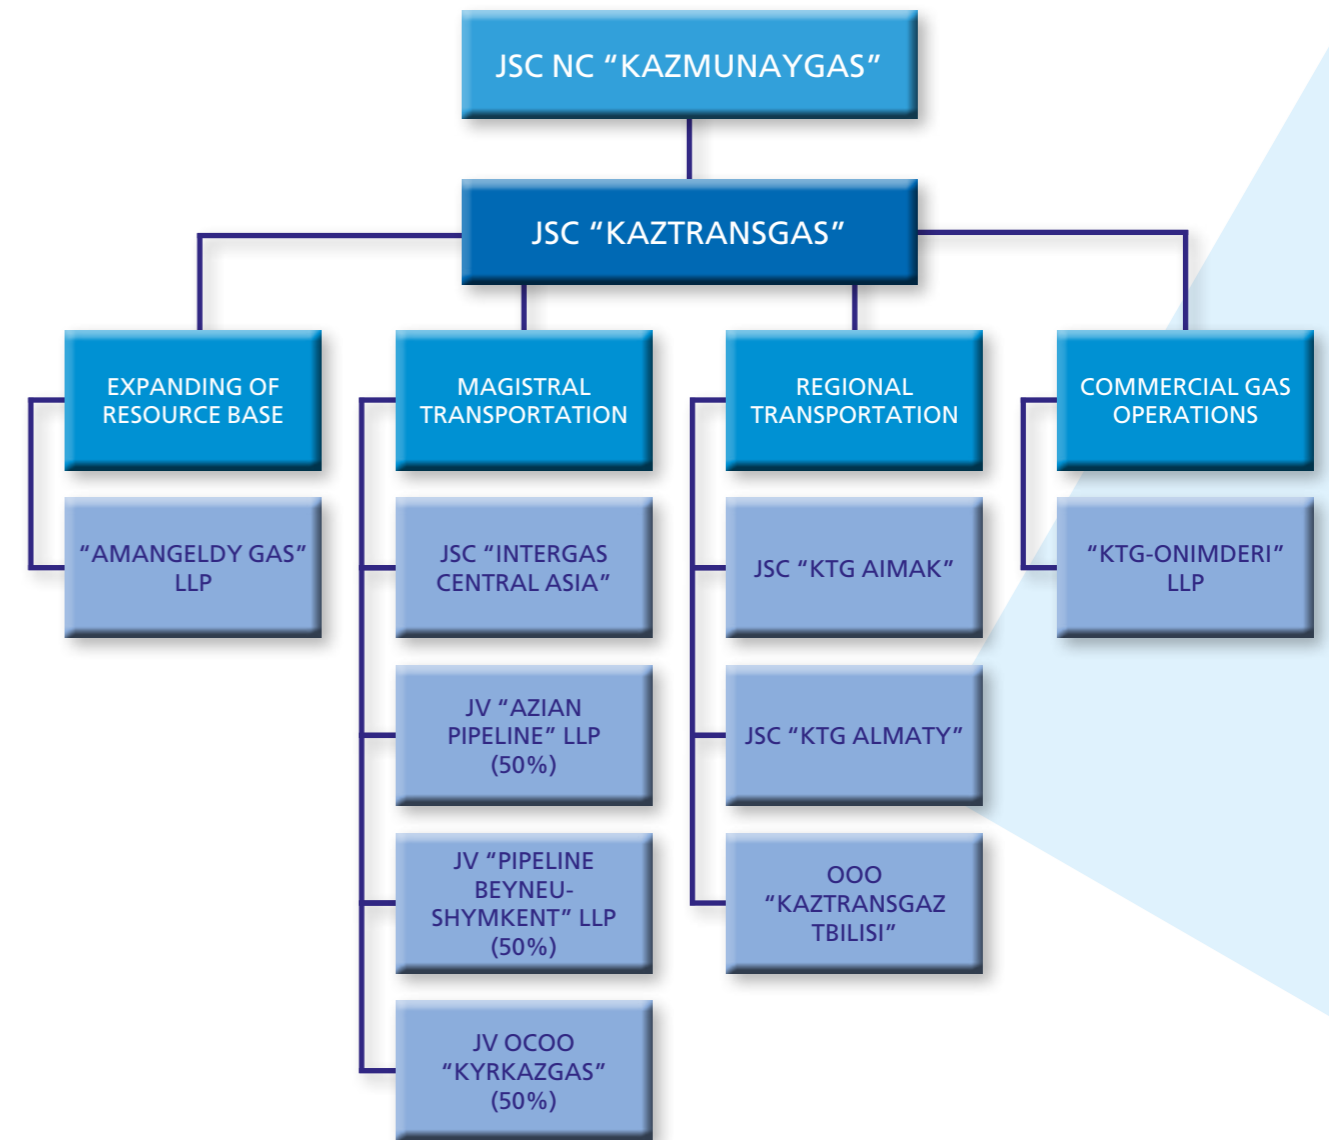 JSC NC “KAZMUNAYGAS”
JSC “KAZTRANSGAS”
EXPANDING OF
RESOURCE BASE
“AMANGELDY GAS”
LLP
MAGISTRAL
TRANSPORTATION
JSC “INTERGAS
CENTRAL ASIA”
JV “AZIAN
PIPELINE” LLP
(50%)
JV “PIPELINE
BEYNEU-
SHYMKENT” LLP
(50%)
JV OCOO
“KYRKAZGAS”
(50%)
REGIONAL
TRANSPORTATION
JSC “KTG AIMAK”
JSC “KTG ALMATY”
OOO
“KAZTRANSGAZ
TBILISI”
COMMERCIAL GAS
OPERATIONS
“KTG-ONIMDERI”
LLP